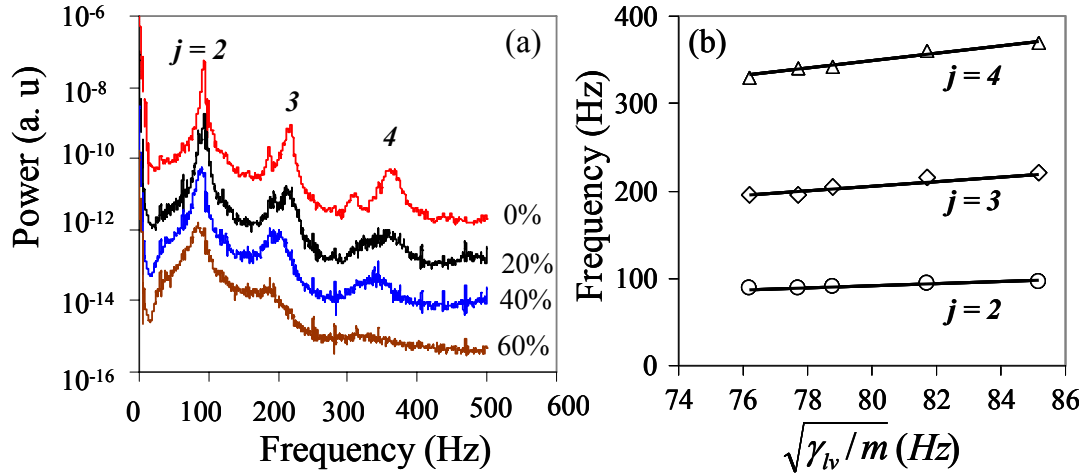 (a)
Power (a. u)
10⁻⁶
10⁻⁸
10⁻¹⁰
10⁻¹²
10⁻¹⁴
10⁻¹⁶
j = 2
3
4
0%
20%
40%
60%
0 100 200 300 400 500 600
Frequency (Hz)
(b)
Frequency (Hz)
400
300
200
100
0
j = 4
j = 3
j = 2
74 76 78 80 82 84 86
√γ_lv / m (Hz)